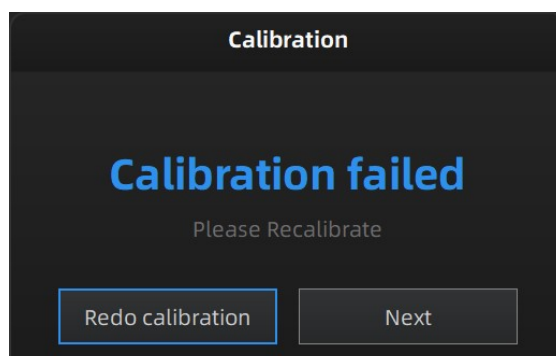 Calibration
Calibration failed
Please Recalibrate
Redo calibration
Next